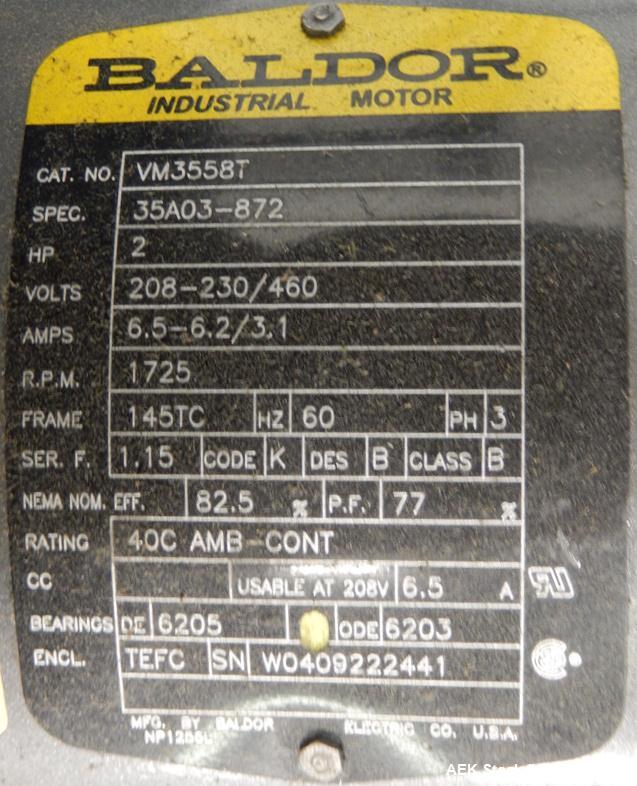 BALDOR®
INDUSTRIAL MOTOR
CAT. NO. VM3558T
SPEC. 35A03-872
HP 2
VOLTS 208-230/460
AMPS 6.5-6.2/3.1
R.P.M. 1725
FRAME 145TC HZ 60 PH 3
SER. F. 1.15 CODE K DES B CLASS B
NEMA NOM. EFF. 82.5 % P.F. 77 %
RATING 40C AMB-CONT
CC USABLE AT 208V 6.5 A
BEARINGS DE 6205 ODE 6203
ENCL. TEFC SN W0409222441
MFG. BY BALDOR ELECTRIC CO. U.S.A.
AEK